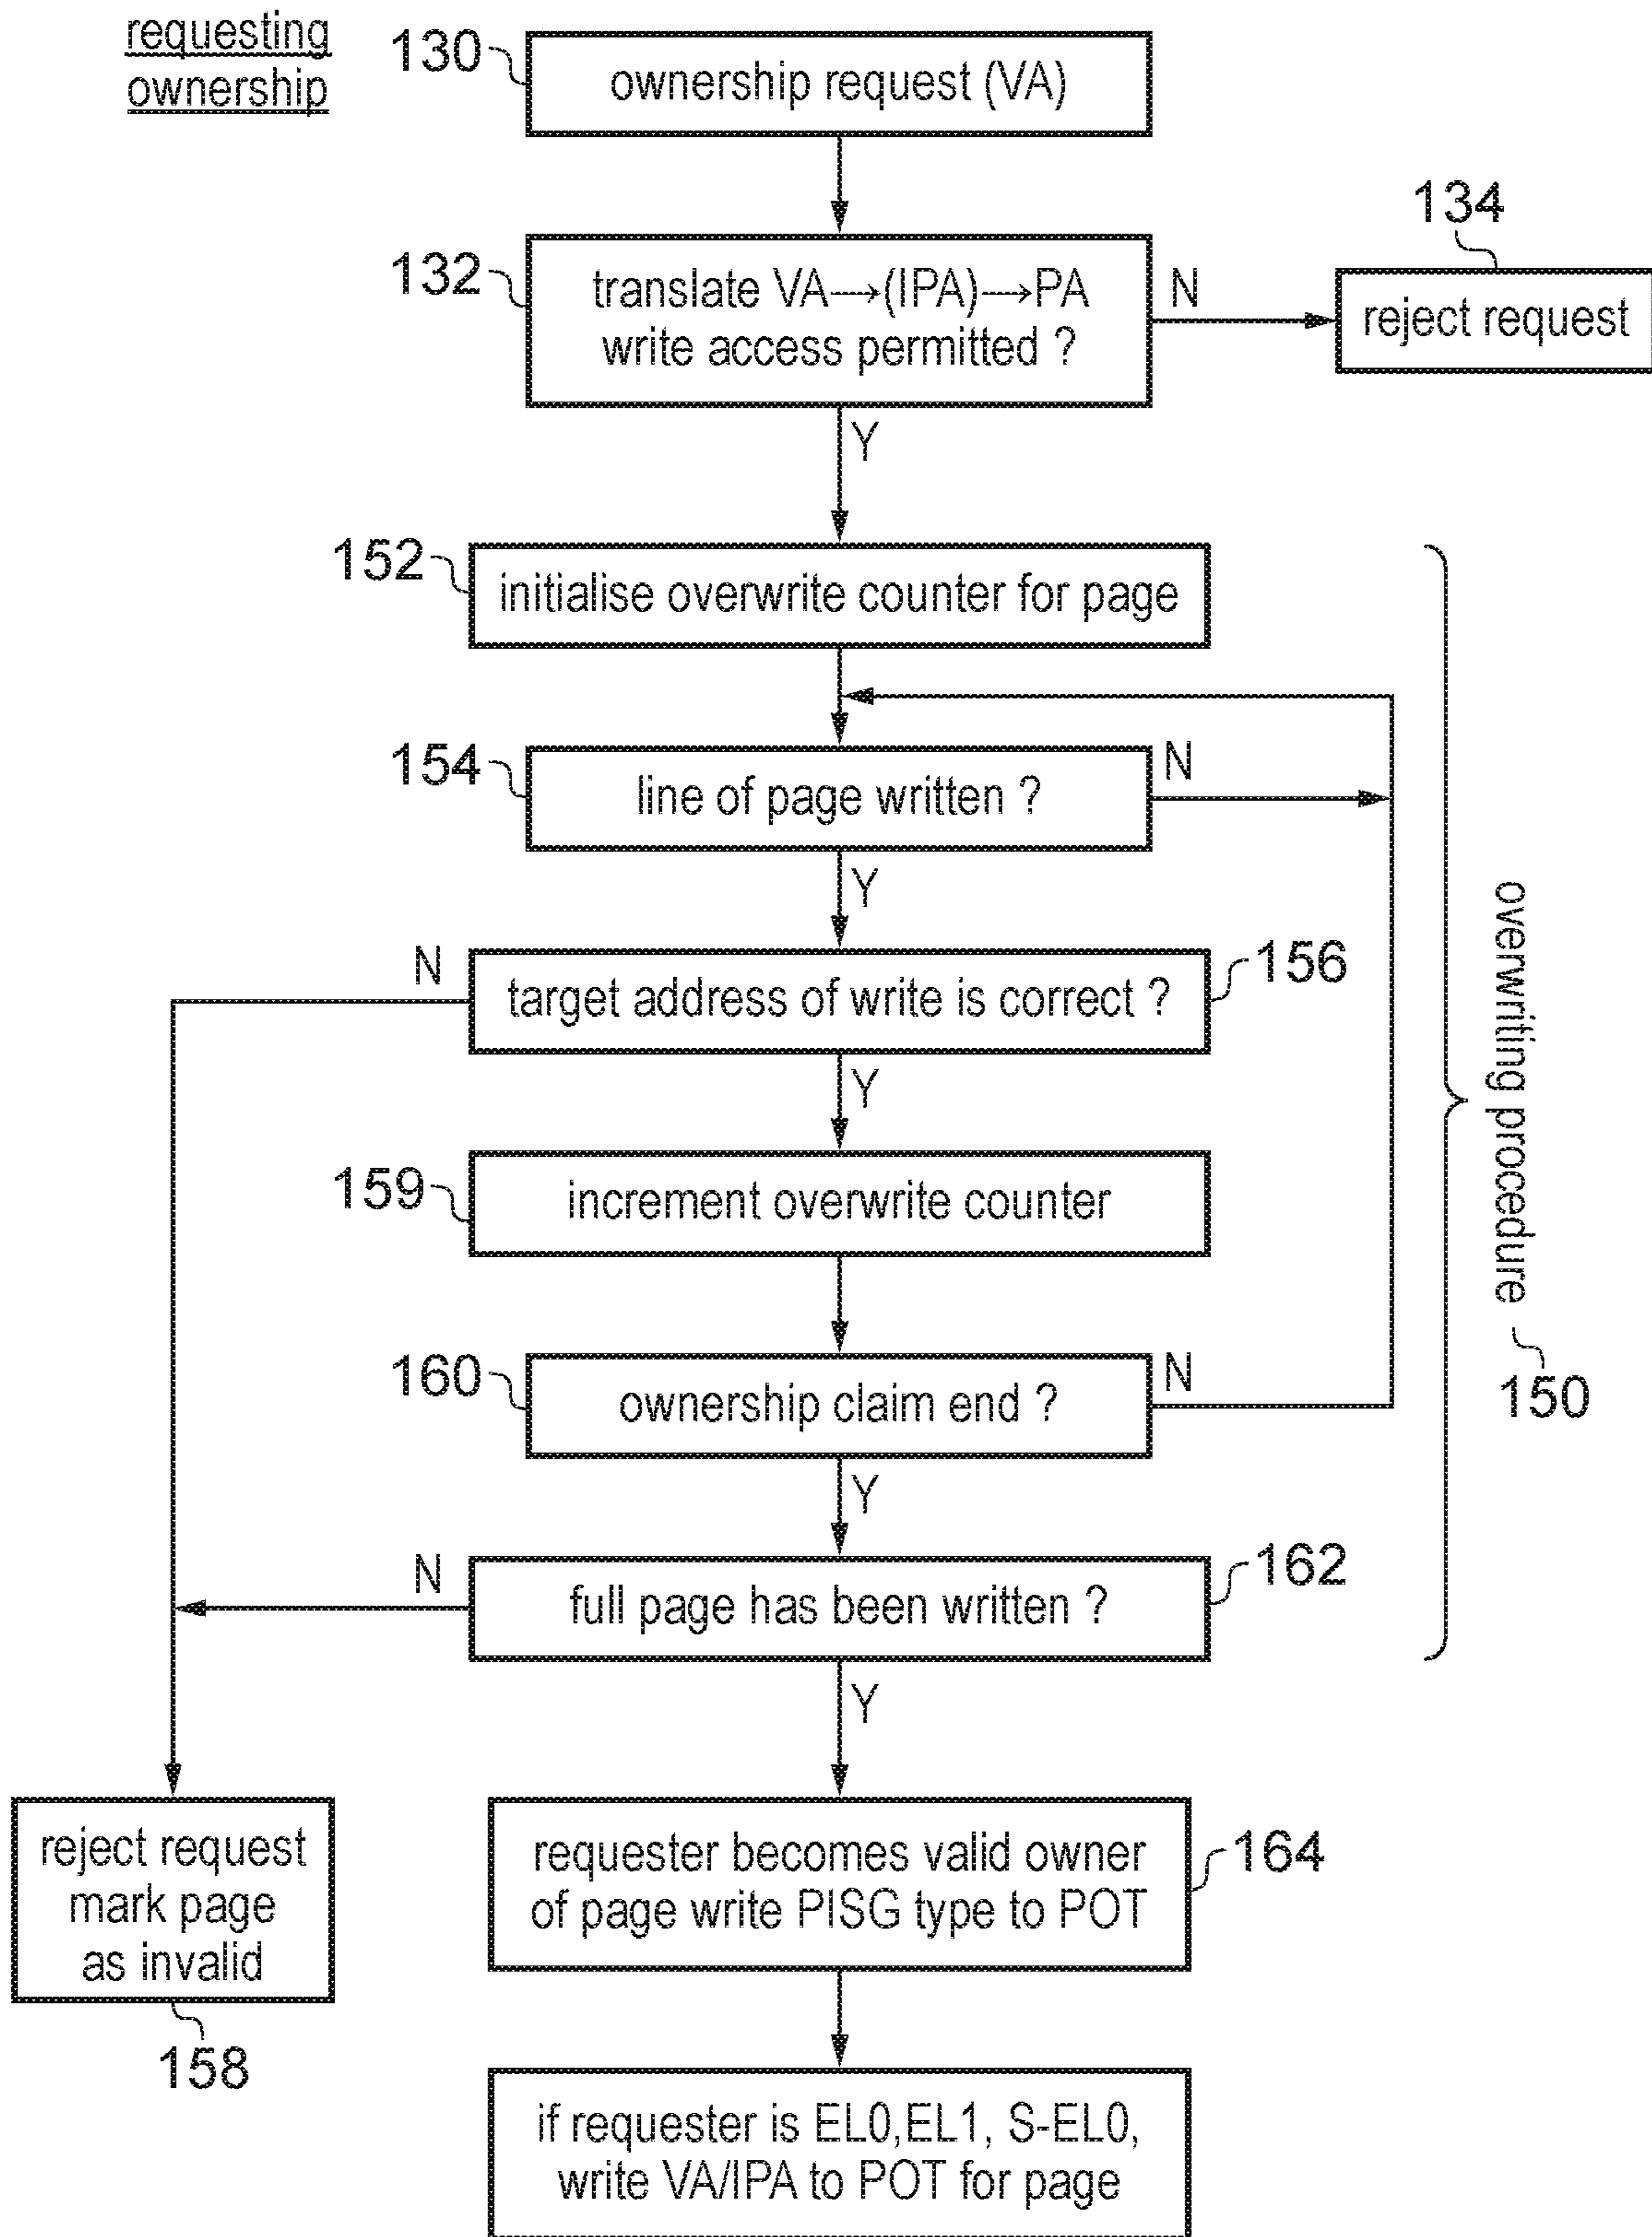 requesting
ownership
130
ownership request (VA)
134
132
translate VA→(IPA)→PA
write access permitted ?
N
reject request
Y
152
initialise overwrite counter for page
154
line of page written ?
N
Y
N
target address of write is correct ?
156
Y
159
increment overwrite counter
overwriting procedure
150
160
ownership claim end ?
N
Y
N
full page has been written ?
162
Y
reject request
mark page
as invalid
158
requester becomes valid owner
of page write PISG type to POT
164
if requester is EL0,EL1, S-EL0,
write VA/IPA to POT for page